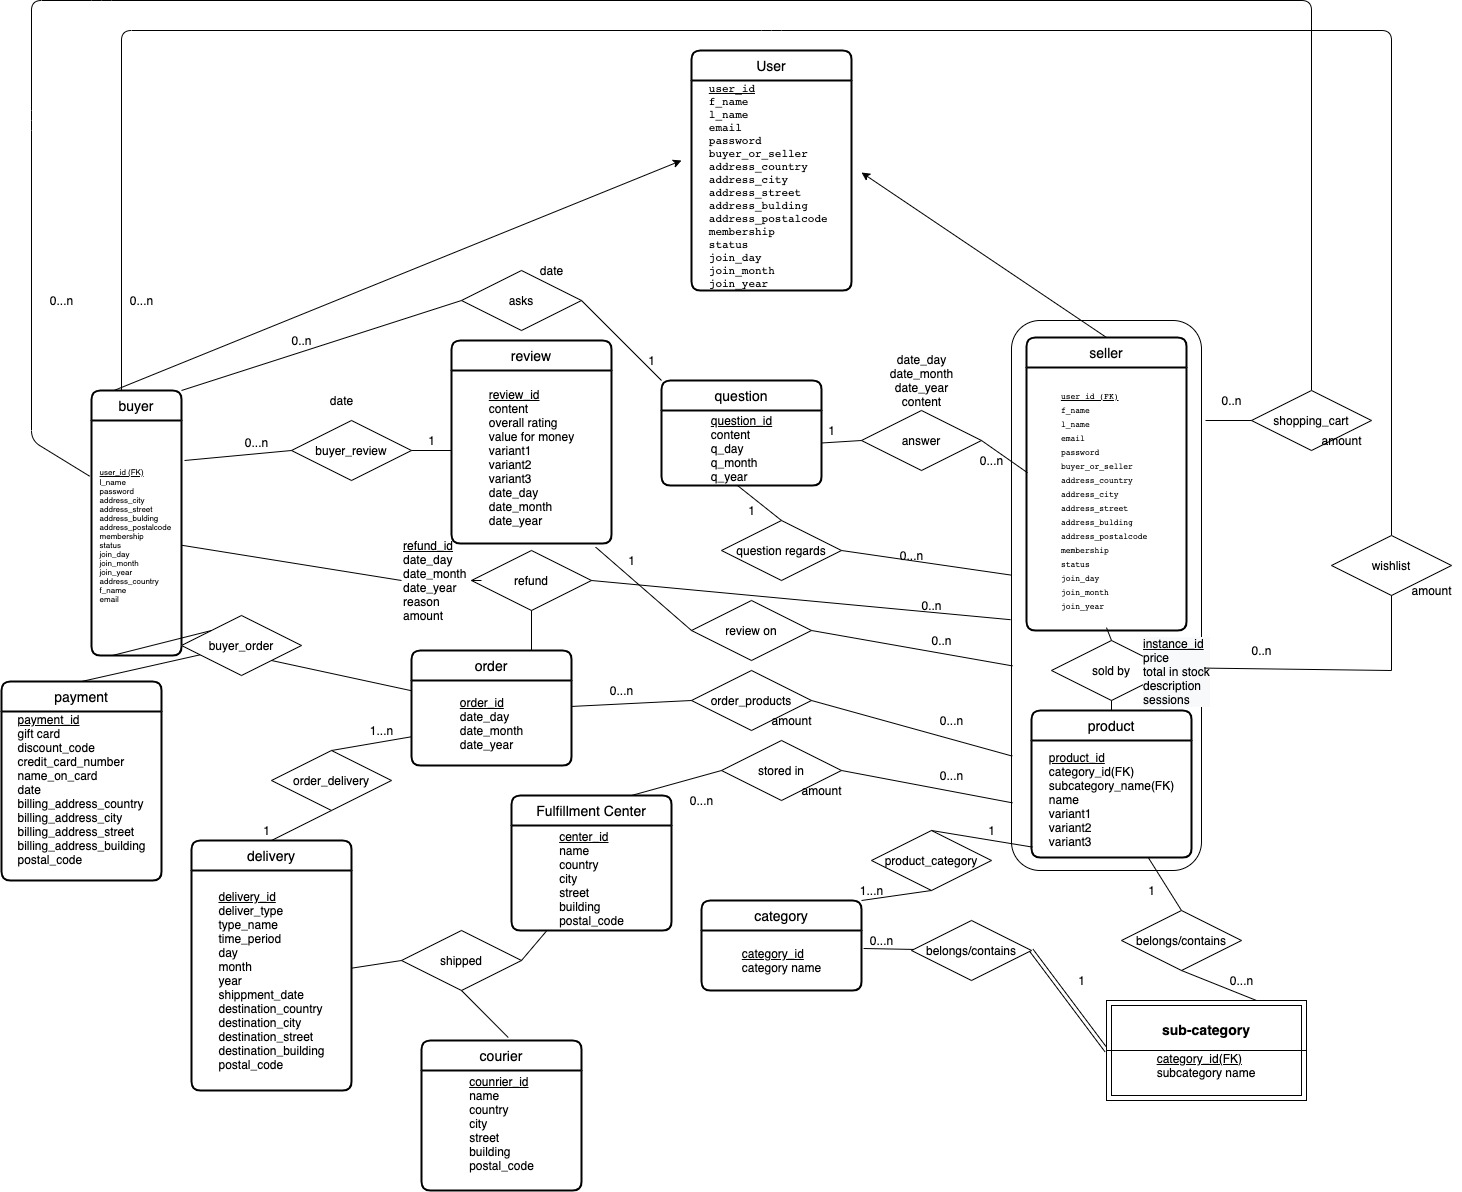 User
user_id
f_name
l_name
email
password
buyer_or_seller
address_country
address_city
address_street
address_bulding
address_postalcode
membership
status
join_day
join_month
join_year
0...n
0...n
date
asks
0..n
1
buyer
user_id (FK)
l_name
password
address_city
address_street
address_bulding
address_postalcode
membership
status
join_day
join_month
join_year
address_country
f_name
email
date
0...n
buyer_review
1
review
review_id
content
overall rating
value for money
variant1
variant2
variant3
date_day
date_month
date_year
question
question_id
content
q_day
q_month
q_year
date_day
date_month
date_year
content
1
answer
0...n
seller
user_id (FK)
f_name
l_name
email
password
buyer_or_seller
address_country
address_city
address_street
address_bulding
address_postalcode
membership
status
join_day
join_month
join_year
0..n
shopping_cart
amount
1
question regards
0...n
wishlist
amount
0..n
refund_id
date_day
date_month
date_year
reason
amount
refund
0..n
1
review on
0..n
sold by
instance_id
price
total in stock
description
sessions
buyer_order
payment
payment_id
gift card
discount_code
credit_card_number
name_on_card
date
billing_address_country
billing_address_city
billing_address_street
billing_address_building
postal_code
order
order_id
date_day
date_month
date_year
0...n
order_products
amount
0...n
product
product_id
category_id(FK)
subcategory_name(FK)
name
variant1
variant2
variant3
1...n
order_delivery
1
stored in
amount
0...n
0...n
Fulfillment Center
center_id
name
country
city
street
building
postal_code
delivery
delivery_id
deliver_type
type_name
time_period
day
month
year
shippment_date
destination_country
destination_city
destination_street
destination_building
postal_code
shipped
courier
counrier_id
name
country
city
street
building
postal_code
1
product_category
1...n
category
category_id
category name
0...n
belongs/contains
1
1
belongs/contains
0...n
sub-category
category_id(FK)
subcategory name